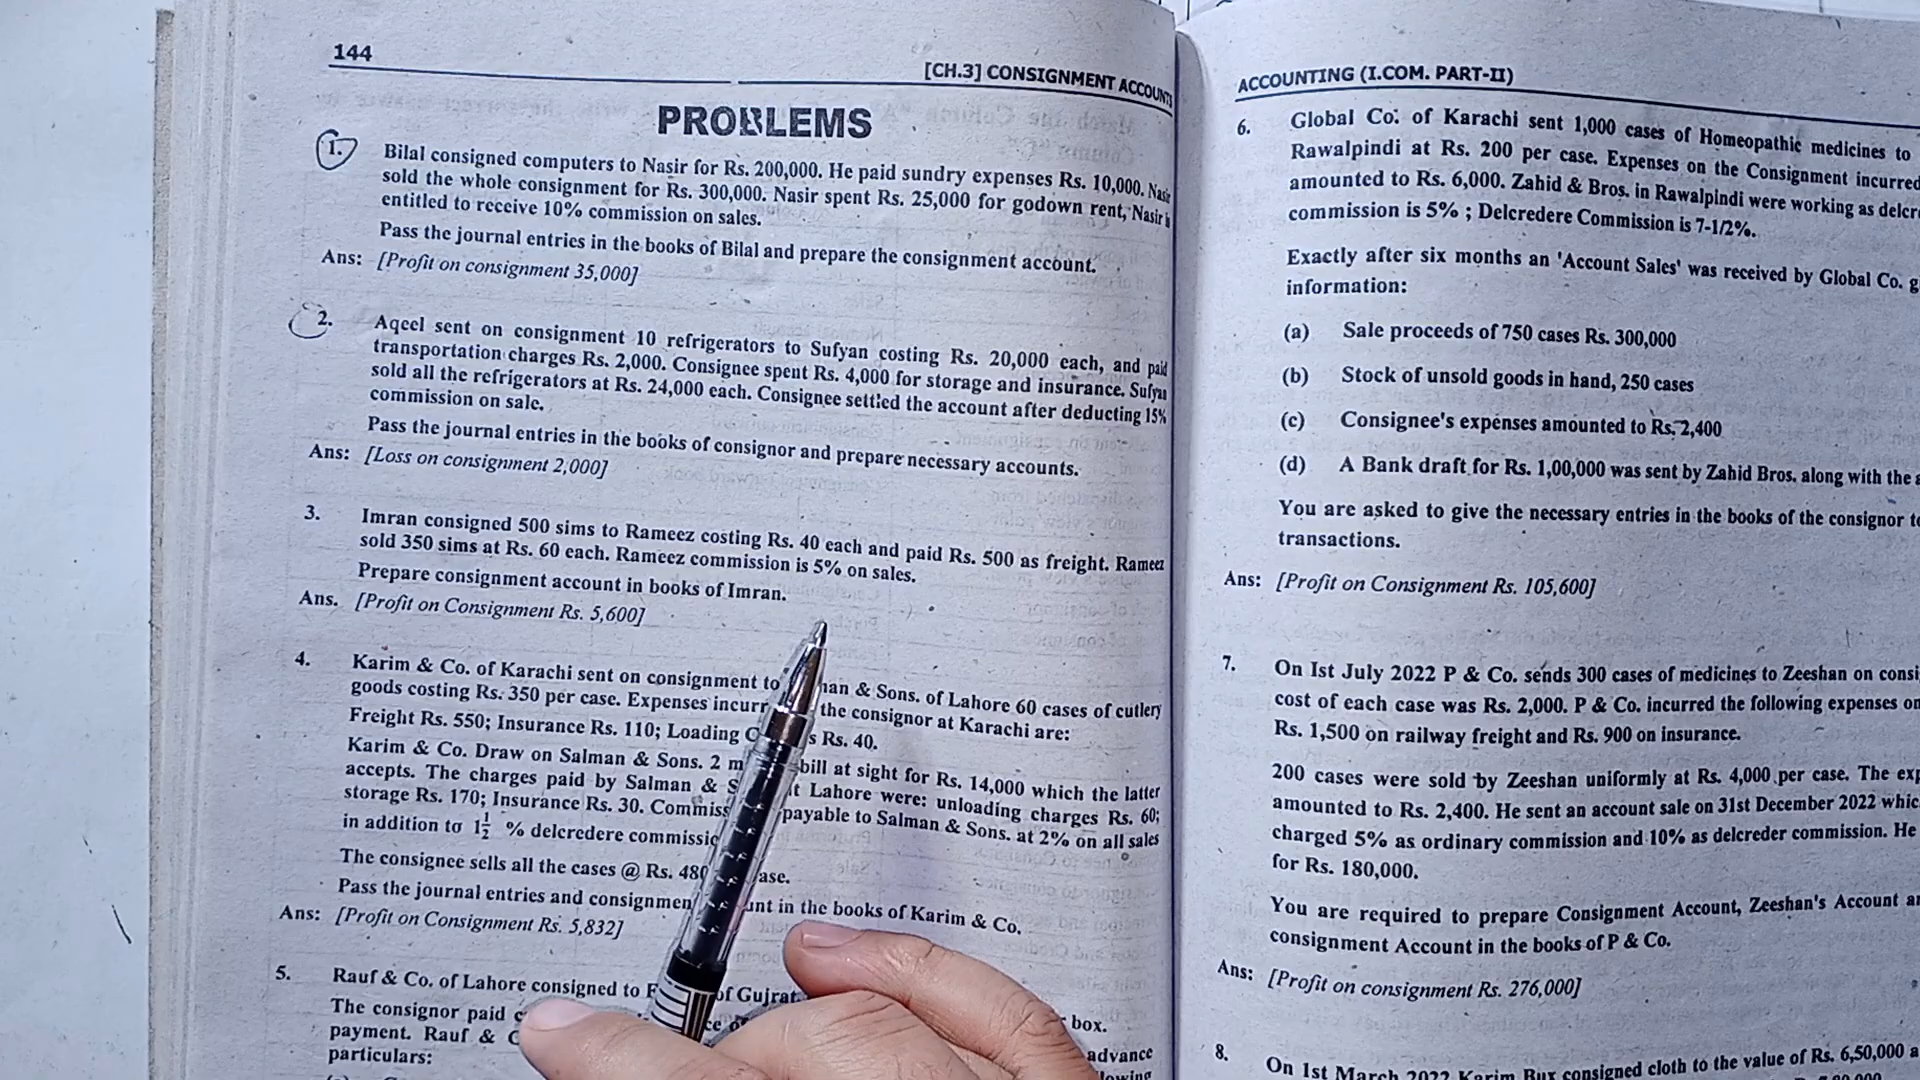 144
[CH.3] CONSIGNMENT ACCOUNTS
PROBLEMS
1. Bilal consigned computers to Nasir for Rs. 200,000. He paid sundry expenses Rs. 10,000. Nasir
sold the whole consignment for Rs. 300,000. Nasir spent Rs. 25,000 for godown rent, Nasir is
entitled to receive 10% commission on sales.
Pass the journal entries in the books of Bilal and prepare the consignment account.
Ans: [Profit on consignment 35,000]
2. Aqeel sent on consignment 10 refrigerators to Sufyan costing Rs. 20,000 each, and paid
transportation charges Rs. 2,000. Consignee spent Rs. 4,000 for storage and insurance. Sufyan
sold all the refrigerators at Rs. 24,000 each. Consignee settled the account after deducting 15%
commission on sale.
Pass the journal entries in the books of consignor and prepare necessary accounts.
Ans: [Loss on consignment 2,000]
3. Imran consigned 500 sims to Rameez costing Rs. 40 each and paid Rs. 500 as freight. Rameez
sold 350 sims at Rs. 60 each. Rameez commission is 5% on sales.
Prepare consignment account in books of Imran.
Ans. [Profit on Consignment Rs. 5,600]
4. Karim & Co. of Karachi sent on consignment to & Sons. of Lahore 60 cases of cutlery
goods costing Rs. 350 per case. Expenses the consignor at Karachi are:
Freight Rs. 550; Insurance Rs. 110; Loading Rs. 40.
Karim & Co. Draw on Salman & Sons. 2 bill at sight for Rs. 14,000 which the latter
accepts. The charges paid by Salman & Lahore were: unloading charges Rs. 60;
storage Rs. 170; Insurance Rs. 30. payable to Salman & Sons. at 2% on all sales
in addition to 1½ % delcredere
The consignee sells all the cases @ Rs.
Pass the journal entries and in the books of Karim & Co.
Ans: [Profit on Consignment Rs. 5,832]
5. Rauf & Co. of Lahore consigned to of Gujrat
The consignor paid box.
payment. Rauf & advance
particulars:
ACCOUNTING (I.COM. PART-II)
6. Global Co. of Karachi sent 1,000 cases of Homeopathic medicines to
Rawalpindi at Rs. 200 per case. Expenses on the Consignment incurred
amounted to Rs. 6,000. Zahid & Bros. in Rawalpindi were working as
commission is 5% ; Delcredere Commission is 7-1/2%.
Exactly after six months an 'Account Sales' was received by Global Co.
information:
(a) Sale proceeds of 750 cases Rs. 300,000
(b) Stock of unsold goods in hand, 250 cases
(c) Consignee's expenses amounted to Rs. 2,400
(d) A Bank draft for Rs. 1,00,000 was sent by Zahid Bros. along with the
You are asked to give the necessary entries in the books of the consignor
transactions.
Ans: [Profit on Consignment Rs. 105,600]
7. On Ist July 2022 P & Co. sends 300 cases of medicines to Zeeshan on
cost of each case was Rs. 2,000. P & Co. incurred the following expenses
Rs. 1,500 on railway freight and Rs. 900 on insurance.
200 cases were sold by Zeeshan uniformly at Rs. 4,000 per case. The
amounted to Rs. 2,400. He sent an account sale on 31st December 2022
charged 5% as ordinary commission and 10% as delcreder commission. He
for Rs. 180,000.
You are required to prepare Consignment Account, Zeeshan's Account
consignment Account in the books of P & Co.
Ans: [Profit on consignment Rs. 276,000]
8. On 1st March 2022 Karim Bux consigned cloth to the value of Rs. 6,50,000